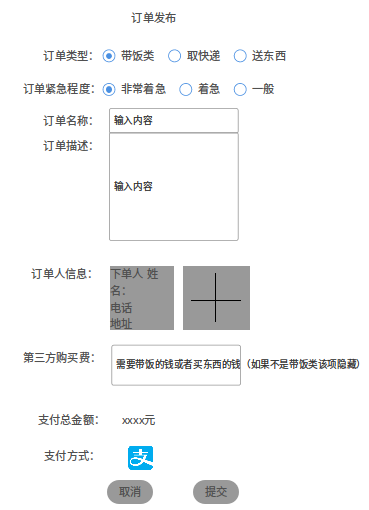 订单发布
订单类型： 带饭类 取快递 送东西
订单紧急程度： 非常着急 着急 一般
订单名称： 输入内容
订单描述：
输入内容
订单人信息： 下单人 姓
名：
电话
地址
第三方购买费： 需要带饭的钱或者买东西的钱（如果不是带饭类该项隐藏）
支付总金额： xxxx元
支付方式： 支
取消 提交